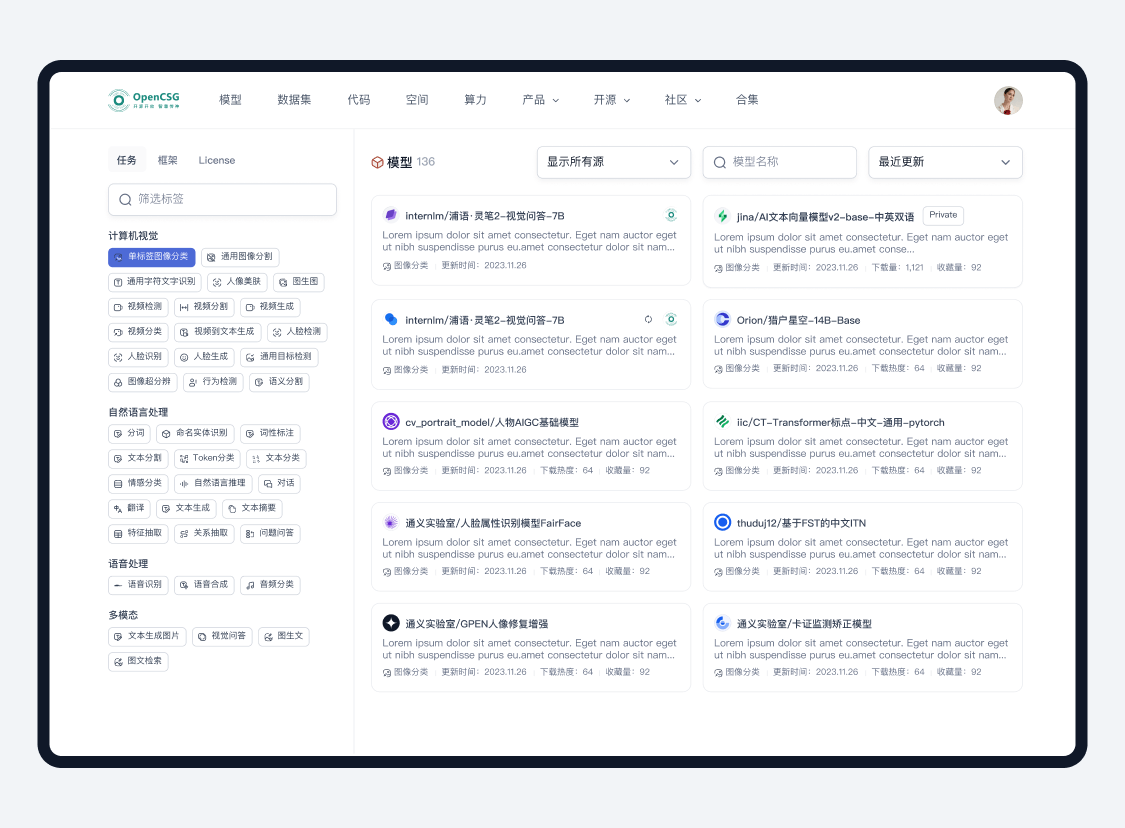 OpenCSG
模型 数据集 代码 空间 算力 产品 开源 社区 合集
任务 框架 License
筛选标签
计算机视觉
单标签图像分类 通用图像分割
通用字符文字识别 人像美肤 图生图
视频检测 视频分割 视频生成
视频分类 视频到文本生成 人脸检测
人脸识别 人脸生成 通用目标检测
图像超分辨 行为检测 语义分割
自然语言处理
分词 命名实体识别 词性标注
文本分割 Token分类 文本分类
情感分类 自然语言推理 对话
翻译 文本生成 文本摘要
特征抽取 关系抽取 问题问答
语音处理
语音识别 语音合成 音频分类
多模态
文本生成图片 视觉问答 图生文
图文检索
模型 136 显示所有源 模型名称 最近更新
internlm/浦语·灵笔2-视觉问答-7B
Lorem ipsum dolor sit amet consectetur. Eget nam auctor eget
ut nibh suspendisse purus eu.amet consectetur dolor sit nam...
图像分类 更新时间：2023.11.26
jina/AI文本向量模型v2-base-中英双语 Private
Lorem ipsum dolor sit amet consectetur. Eget nam auctor eget
ut nibh suspendisse purus eu.amet conse...
图像分类 更新时间：2023.11.26 下载量：1,121 收藏量：92
internlm/浦语·灵笔2-视觉问答-7B
Lorem ipsum dolor sit amet consectetur. Eget nam auctor eget
ut nibh suspendisse purus eu.amet consectetur dolor sit nam...
图像分类 更新时间：2023.11.26
Orion/猎户星空-14B-Base
Lorem ipsum dolor sit amet consectetur. Eget nam auctor eget
ut nibh suspendisse purus eu.amet consectetur dolor sit nam...
图像分类 更新时间：2023.11.26 下载热度：64 收藏量：92
cv_portrait_model/人物AIGC基础模型
Lorem ipsum dolor sit amet consectetur. Eget nam auctor eget
ut nibh suspendisse purus eu.amet consectetur dolor sit nam...
图像分类 更新时间：2023.11.26 下载热度：64 收藏量：92
iic/CT-Transformer标点-中文-通用-pytorch
Lorem ipsum dolor sit amet consectetur. Eget nam auctor eget
ut nibh suspendisse purus eu.amet consectetur dolor sit nam...
图像分类 更新时间：2023.11.26 下载热度：64 收藏量：92
通义实验室/人脸属性识别模型FairFace
Lorem ipsum dolor sit amet consectetur. Eget nam auctor eget
ut nibh suspendisse purus eu.amet consectetur dolor sit nam...
图像分类 更新时间：2023.11.26 下载热度：64 收藏量：92
thuduj12/基于FST的中文ITN
Lorem ipsum dolor sit amet consectetur. Eget nam auctor eget
ut nibh suspendisse purus eu.amet consectetur dolor sit nam...
图像分类 更新时间：2023.11.26 下载热度：64 收藏量：92
通义实验室/GPEN人像修复增强
Lorem ipsum dolor sit amet consectetur. Eget nam auctor eget
ut nibh suspendisse purus eu.amet consectetur dolor sit nam...
图像分类 更新时间：2023.11.26 下载热度：64 收藏量：92
通义实验室/卡证监测矫正模型
Lorem ipsum dolor sit amet consectetur. Eget nam auctor eget
ut nibh suspendisse purus eu.amet consectetur dolor sit nam...
图像分类 更新时间：2023.11.26 下载热度：64 收藏量：92